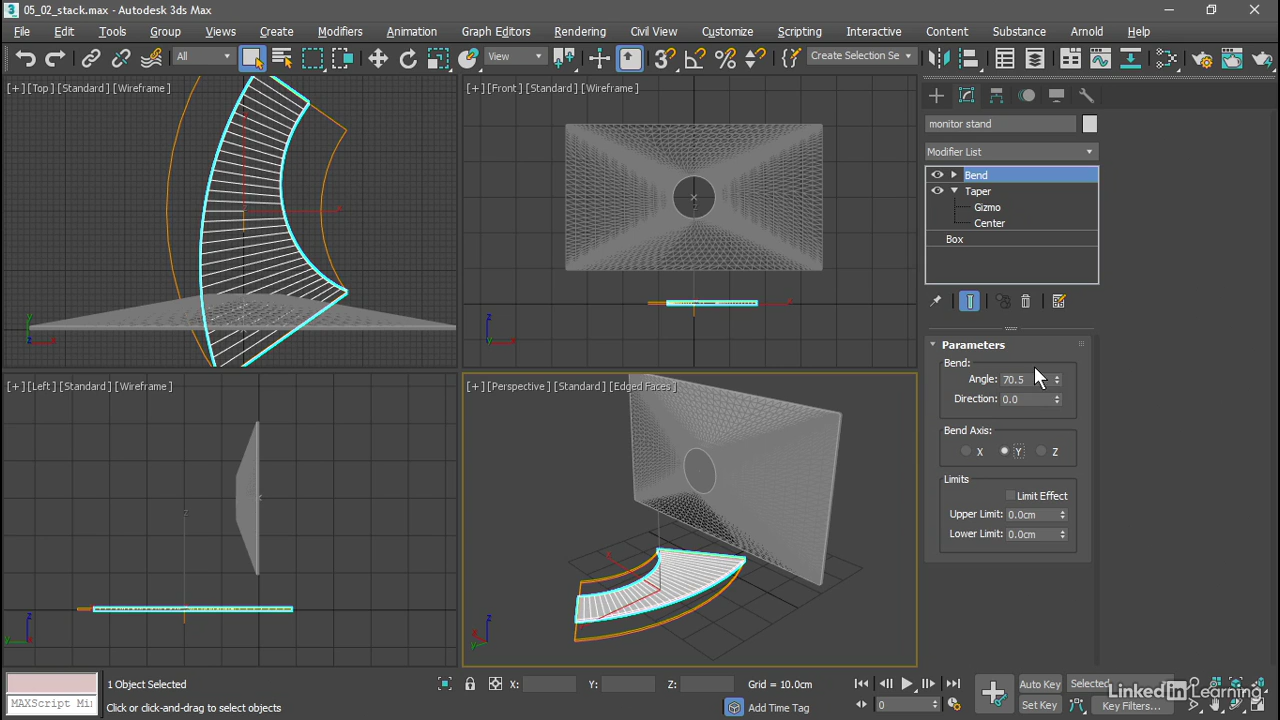 05_02_stack.max - Autodesk 3ds Max
File Edit Tools Group Views Create Modifiers Animation Graph Editors Rendering Civil View Customize Scripting Interactive Content Substance Arnold Help
All View Create Selection Se
[+] [Top] [Standard] [Wireframe]
[+] [Front] [Standard] [Wireframe]
monitor stand
Modifier List
Bend
Taper
Gizmo
Center
Box
Parameters
Bend:
Angle: 70.5
Direction: 0.0
Bend Axis:
X Y Z
Limits
Limit Effect
Upper Limit: 0.0cm
Lower Limit: 0.0cm
[+] [Left] [Standard] [Wireframe]
[+] [Perspective] [Standard] [Edged Faces]
1 Object Selected
X: Y: Z: Grid = 10.0cm
Auto Key Selected
MAXScript Mi
Click or click-and-drag to select objects
Add Time Tag
0
Set Key Key Filters...
LinkedIn Learning